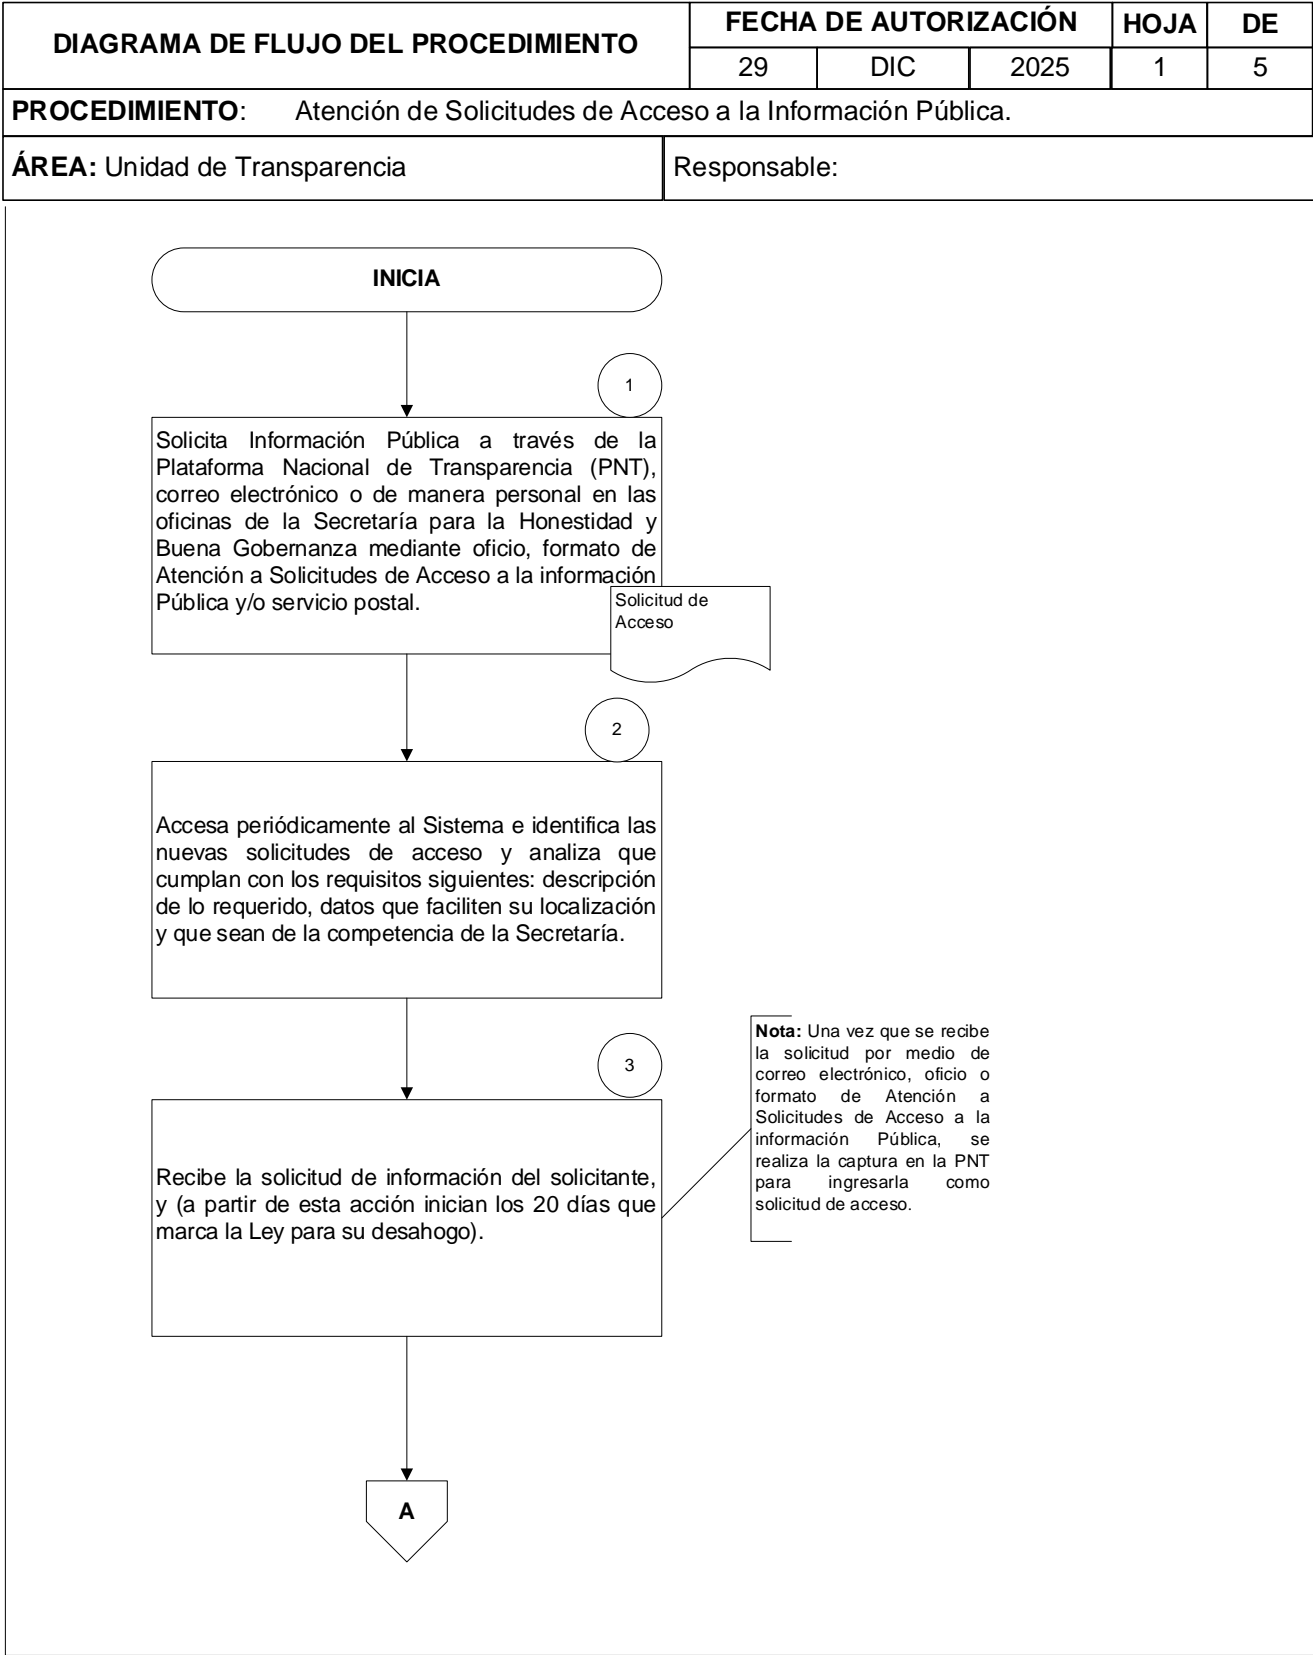 DIAGRAMA DE FLUJO DEL PROCEDIMIENTO
FECHA DE AUTORIZACIÓN
HOJA
DE
29
DIC
2025
1
5
PROCEDIMIENTO: Atención de Solicitudes de Acceso a la Información Pública.
ÁREA: Unidad de Transparencia
Responsable:
INICIA
1
Solicita Información Pública a través de la
Plataforma Nacional de Transparencia (PNT),
correo electrónico o de manera personal en las
oficinas de la Secretaría para la Honestidad y
Buena Gobernanza mediante oficio, formato de
Atención a Solicitudes de Acceso a la información
Pública y/o servicio postal.
Solicitud de
Acceso
2
Accesa periódicamente al Sistema e identifica las
nuevas solicitudes de acceso y analiza que
cumplan con los requisitos siguientes: descripción
de lo requerido, datos que faciliten su localización
y que sean de la competencia de la Secretaría.
3
Recibe la solicitud de información del solicitante,
y (a partir de esta acción inician los 20 días que
marca la Ley para su desahogo).
Nota: Una vez que se recibe
la solicitud por medio de
correo electrónico, oficio o
formato de Atención a
Solicitudes de Acceso a la
información Pública, se
realiza la captura en la PNT
para ingresarla como
solicitud de acceso.
A